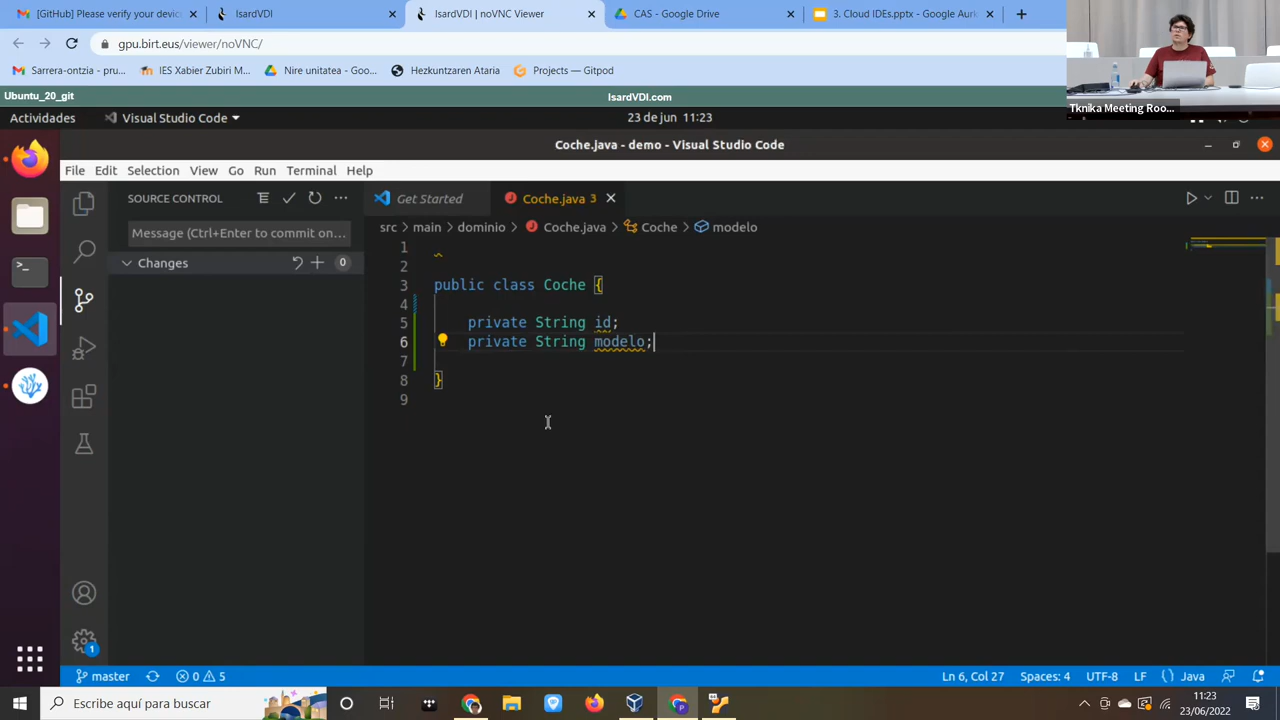 [GitHub] Please verify your devic
IsardVDI
IsardVDI | noVNC Viewer
CAS - Google Drive
3. Cloud IDEs.pptx - Google Aurk
gpu.birt.eus/viewer/noVNC/
Sarrera-ontzia - pru...
IES Xabier Zubiri M...
Nire unitatea - Goo...
Hezkuntzaren Ataria
Projects — Gitpod
Ubuntu_20_git
IsardVDI.com
Tknika Meeting Roo...
Actividades
Visual Studio Code
23 de jun 11:23
Coche.java - demo - Visual Studio Code
File Edit Selection View Go Run Terminal Help
SOURCE CONTROL
Get Started
Coche.java 3
Message (Ctrl+Enter to commit on...
src > main > dominio > Coche.java > Coche > modelo
Changes 0
1
2
3 public class Coche {
4
5 private String id;
6 private String modelo;
7
8 }
9
1
master
0 5
Ln 6, Col 27 Spaces: 4 UTF-8 LF { } Java
Escribe aquí para buscar
11:23
23/06/2022